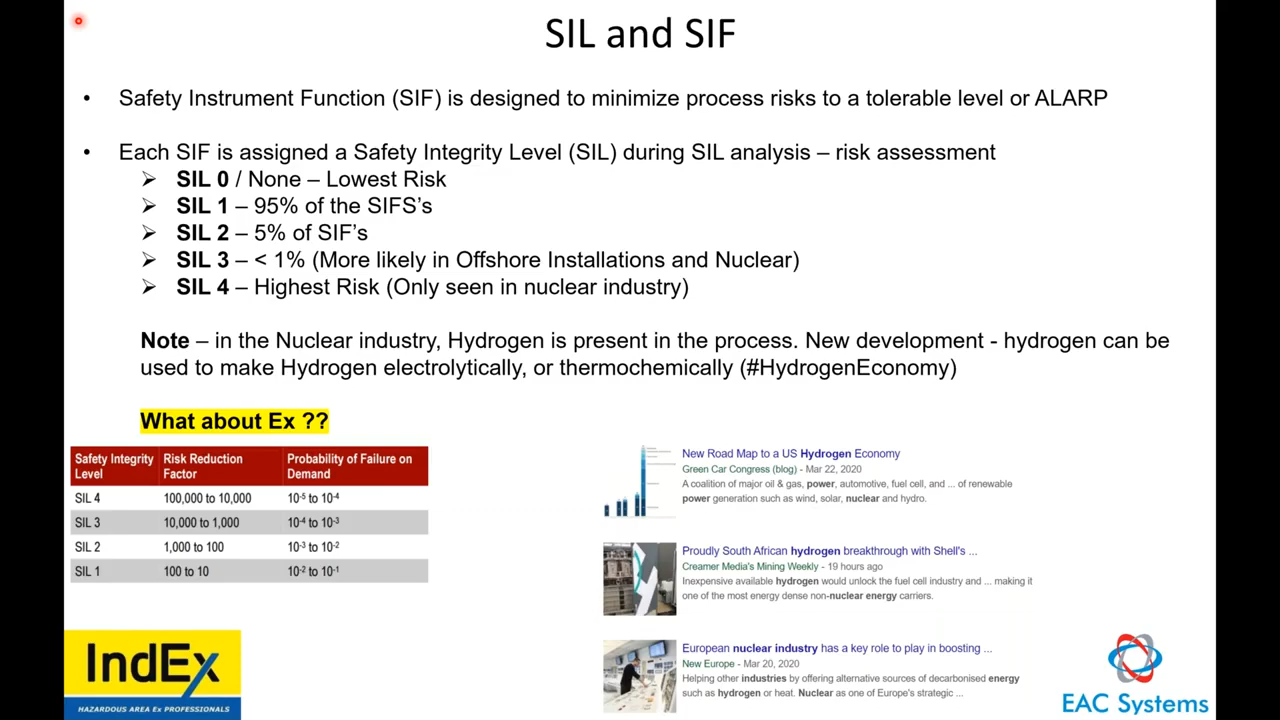 SIL and SIF
• Safety Instrument Function (SIF) is designed to minimize process risks to a tolerable level or ALARP
• Each SIF is assigned a Safety Integrity Level (SIL) during SIL analysis – risk assessment
➢ SIL 0 / None – Lowest Risk
➢ SIL 1 – 95% of the SIFS’s
➢ SIL 2 – 5% of SIF’s
➢ SIL 3 – < 1% (More likely in Offshore Installations and Nuclear)
➢ SIL 4 – Highest Risk (Only seen in nuclear industry)
Note – in the Nuclear industry, Hydrogen is present in the process. New development - hydrogen can be
used to make Hydrogen electrolytically, or thermochemically (#HydrogenEconomy)
What about Ex ??
Safety Integrity Level Risk Reduction Factor Probability of Failure on Demand
SIL 4 100,000 to 10,000 10⁻⁵ to 10⁻⁴
SIL 3 10,000 to 1,000 10⁻⁴ to 10⁻³
SIL 2 1,000 to 100 10⁻³ to 10⁻²
SIL 1 100 to 10 10⁻² to 10⁻¹
New Road Map to a US Hydrogen Economy
Green Car Congress (blog) - Mar 22, 2020
A coalition of major oil & gas, power, automotive, fuel cell, and ... of renewable
power generation such as wind, solar, nuclear and hydro.
Proudly South African hydrogen breakthrough with Shell's ...
Creamer Media's Mining Weekly - 19 hours ago
Inexpensive available hydrogen would unlock the fuel cell industry and ... making it
one of the most energy dense non-nuclear energy carriers.
European nuclear industry has a key role to play in boosting ...
New Europe - Mar 20, 2020
Helping other industries by offering alternative sources of decarbonised energy
such as hydrogen or heat. Nuclear as one of Europe's strategic ...
IndEx
HAZARDOUS AREA Ex PROFESSIONALS
EAC Systems